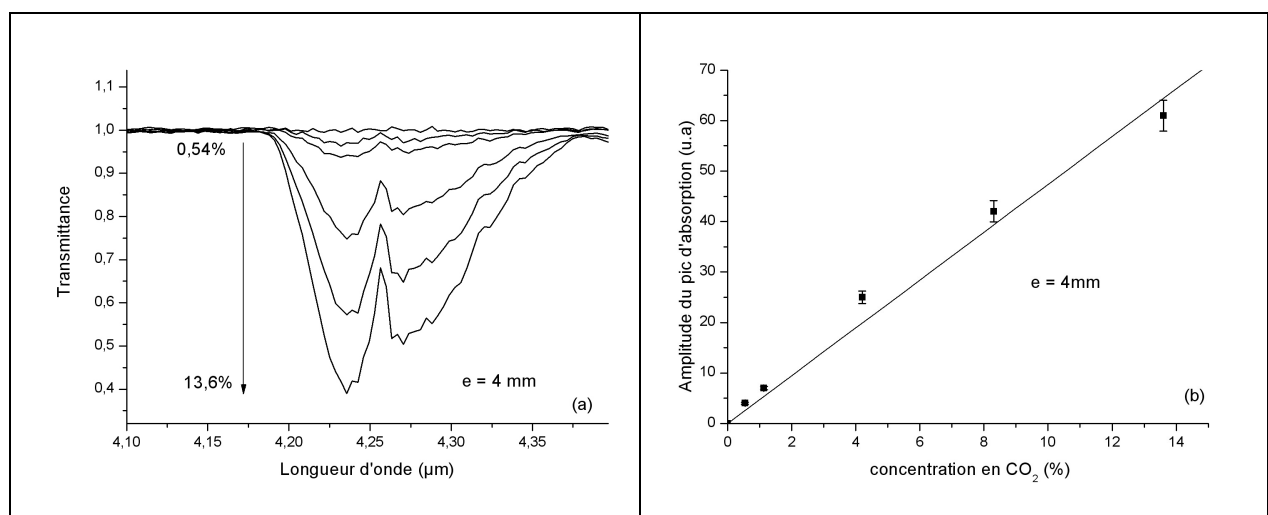 Transmittance
1,1
1,0
0,9
0,8
0,7
0,6
0,5
0,4
0,54%
13,6%
e = 4 mm
(a)
4,10 4,15 4,20 4,25 4,30 4,35
Longueur d'onde (µm)
Amplitude du pic d'absorption (u.a)
70
60
50
40
30
20
10
0
e = 4mm
(b)
0 2 4 6 8 10 12 14
concentration en CO₂ (%)